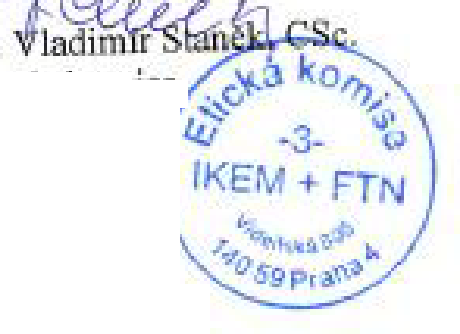 Vladimír Staněk, CSc.
Etická komise
-3-
IKEM + FTN
Vídeňská 800
140 59 Praha 4